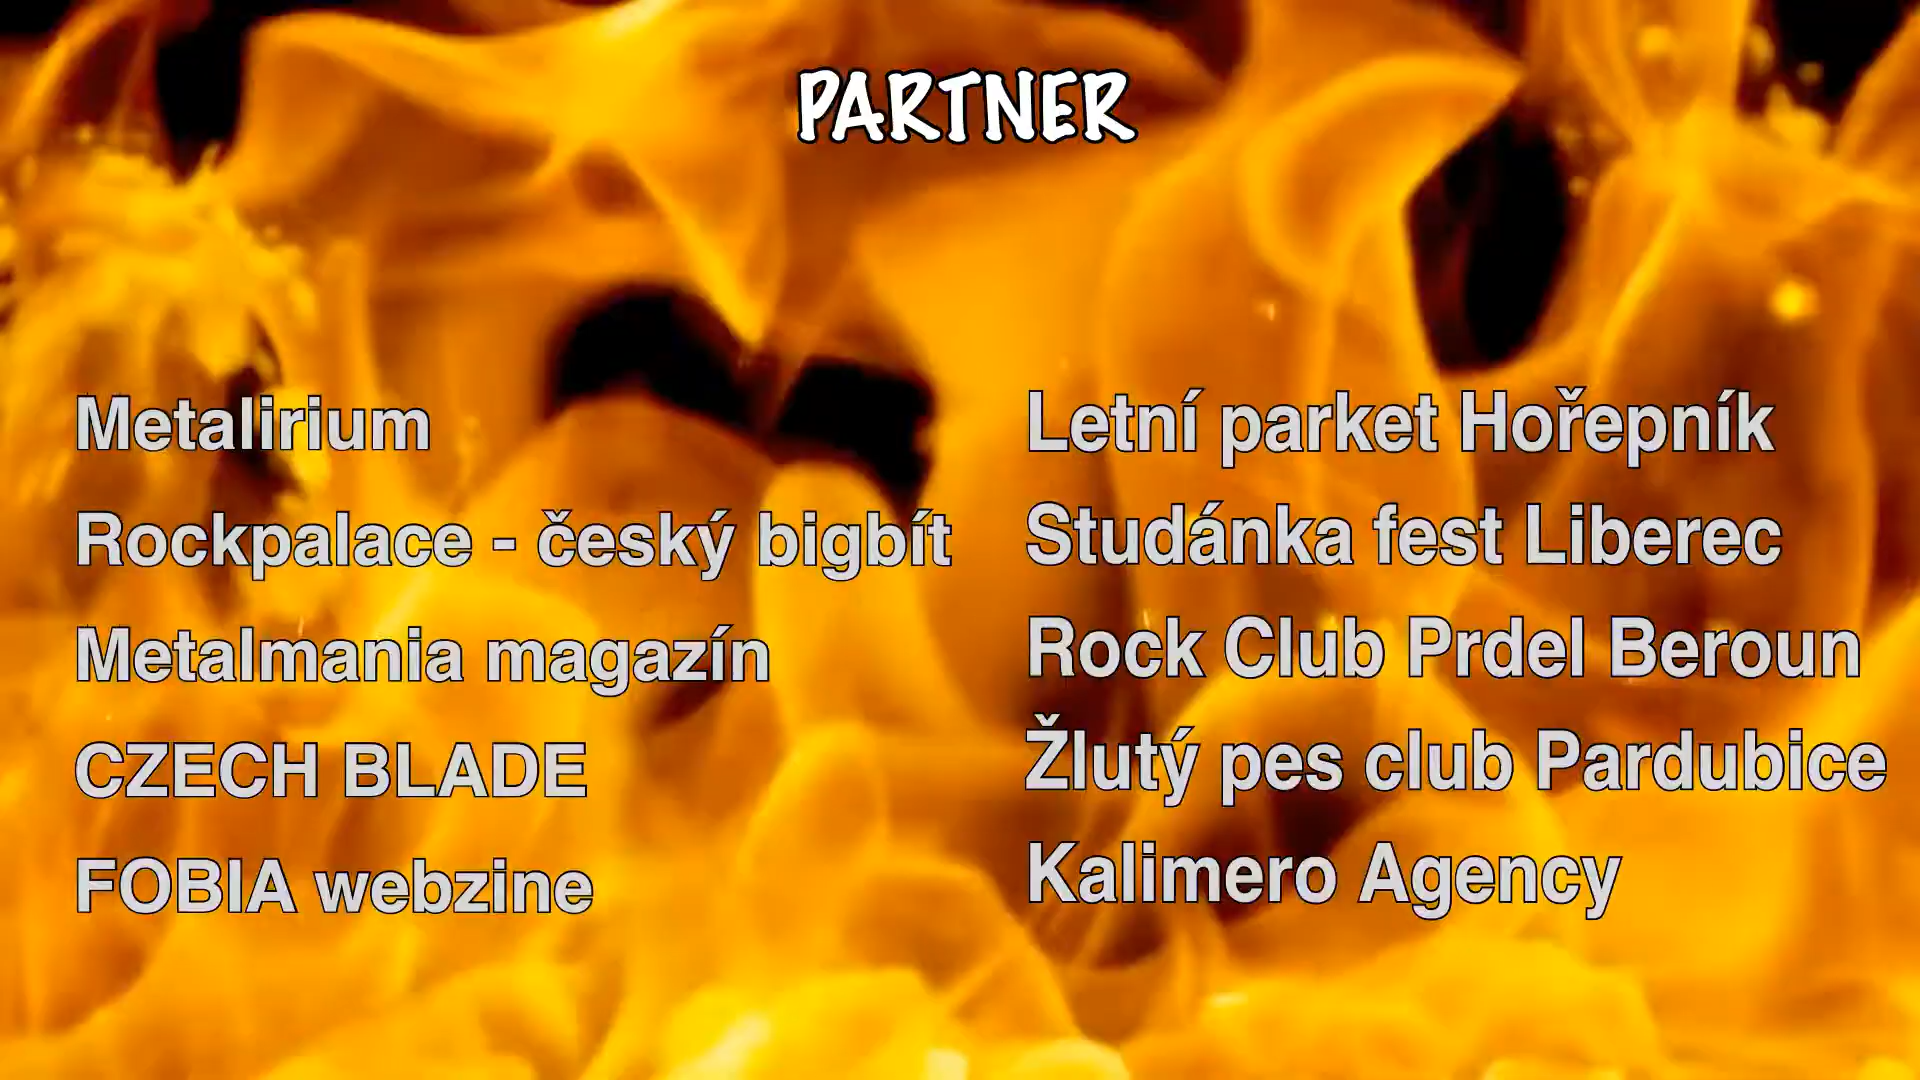 PARTNER
Metalirium
Rockpalace - český bigbít
Metalmania magazín
CZECH BLADE
FOBIA webzine
Letní parket Hořepník
Studánka fest Liberec
Rock Club Prdel Beroun
Žlutý pes club Pardubice
Kalimero Agency